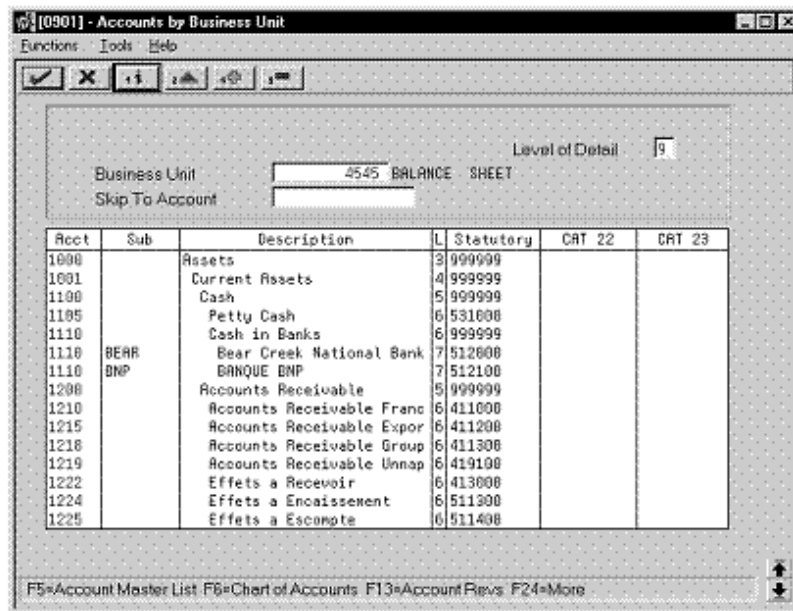 [0901] - Accounts by Business Unit
Functions Tools Help
Level of Detail 9
Business Unit 4545 BALANCE SHEET
Skip To Account
Acct Sub Description L Statutory CAT 22 CAT 23
1000 Assets 3 999999
1001 Current Assets 4 999999
1100 Cash 5 999999
1105 Petty Cash 6 531000
1110 Cash in Banks 6 999999
1110 BEAR Bear Creek National Bank 7 512000
1110 BNP BANQUE BNP 7 512100
1200 Accounts Receivable 5 999999
1210 Accounts Receivable Franc 6 411000
1215 Accounts Receivable Expor 6 411200
1218 Accounts Receivable Group 6 411300
1219 Accounts Receivable Unnap 6 419100
1222 Effets a Recevoir 6 413000
1224 Effets a Encaissement 6 511300
1225 Effets a Escompte 6 511400
F5=Account Master List F6=Chart of Accounts F13=Account Revs F24=More